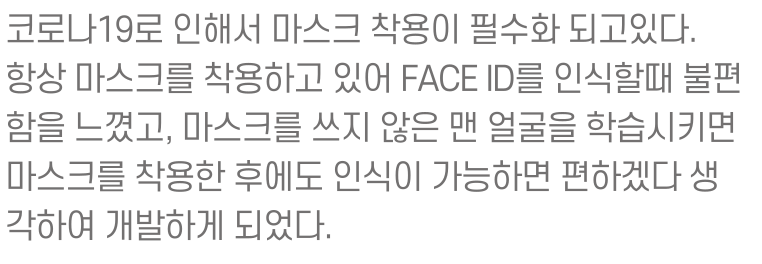 코로나19로 인해서 마스크 착용이 필수화 되고있다.
항상 마스크를 착용하고 있어 FACE ID를 인식할때 불편
함을 느꼈고, 마스크를 쓰지 않은 맨 얼굴을 학습시키면
마스크를 착용한 후에도 인식이 가능하면 편하겠다 생
각하여 개발하게 되었다.